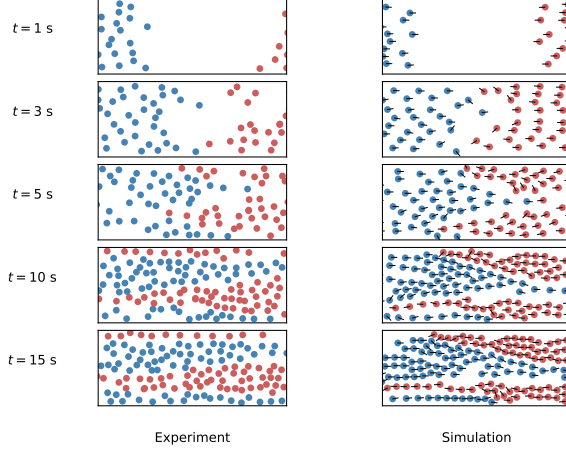 t = 1 s
t = 3 s
t = 5 s
t = 10 s
t = 15 s
Experiment Simulation